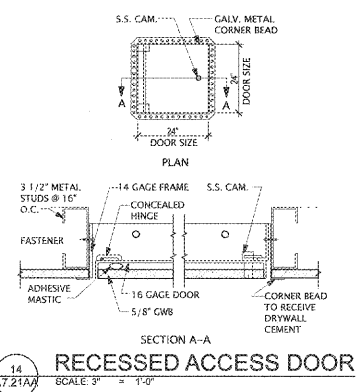 S.S. CAM.
GALV. METAL
CORNER BEAD
A
A
24"
DOOR SIZE
24"
DOOR SIZE
PLAN
3 1/2" METAL
STUDS @ 16"
O.C.
14 GAGE FRAME
S.S. CAM.
CONCEALED
HINGE
FASTENER
ADHESIVE
MASTIC
16 GAGE DOOR
5/8" GWB
CORNER BEAD
TO RECEIVE
DRYWALL
CEMENT
SECTION A-A
14
A7.21AA
RECESSED ACCESS DOOR
SCALE: 3" = 1'-0"